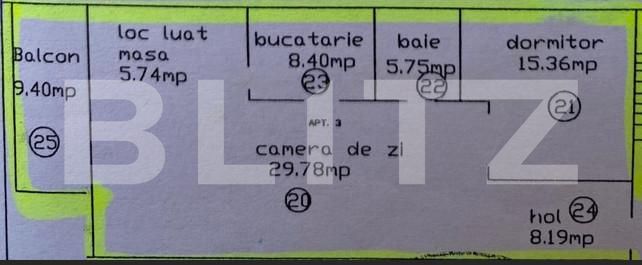 Balcon
9.40mp
25
loc luat
masa
5.74mp
bucatarie
8.40mp
23
baie
5.75mp
22
dormitor
15.36mp
21
APT. 3
camera de zi
29.78mp
20
hol 24
8.19mp
BLITZ